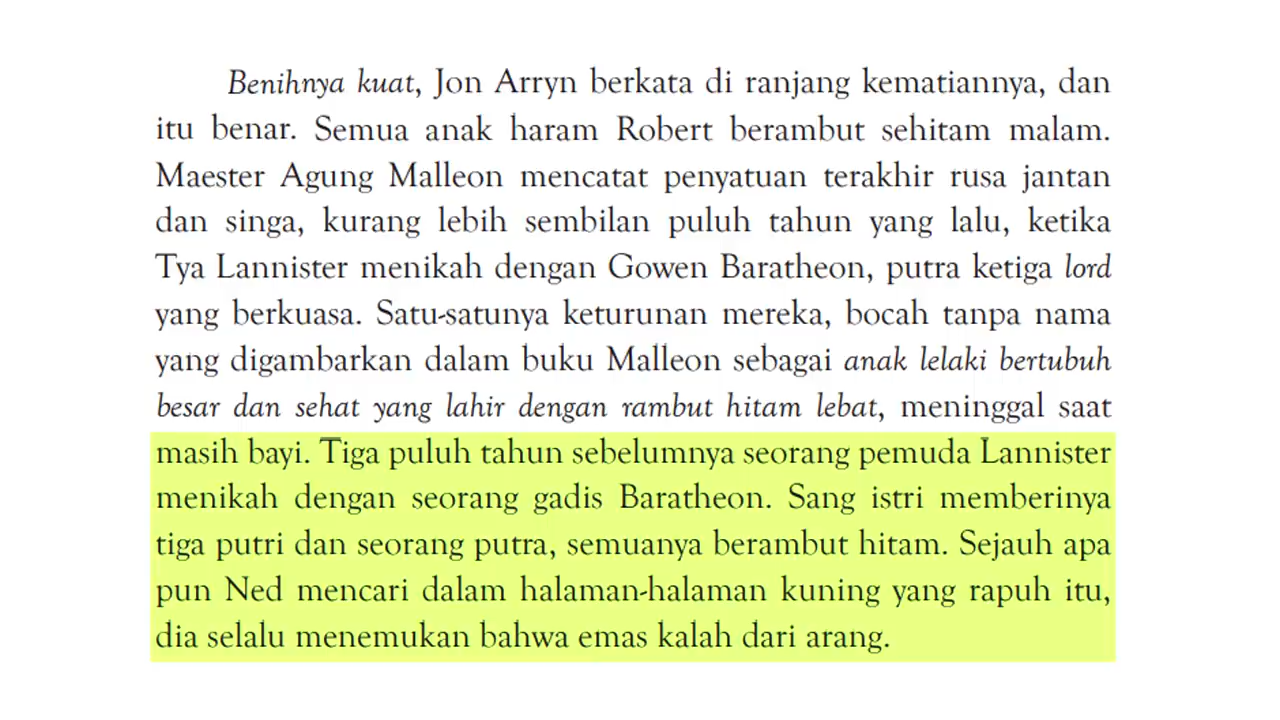 Benihnya kuat, Jon Arryn berkata di ranjang kematiannya, dan
itu benar. Semua anak haram Robert berambut sehitam malam.
Maester Agung Malleon mencatat penyatuan terakhir rusa jantan
dan singa, kurang lebih sembilan puluh tahun yang lalu, ketika
Tya Lannister menikah dengan Gowen Baratheon, putra ketiga lord
yang berkuasa. Satu-satunya keturunan mereka, bocah tanpa nama
yang digambarkan dalam buku Malleon sebagai anak lelaki bertubuh
besar dan sehat yang lahir dengan rambut hitam lebat, meninggal saat
masih bayi. Tiga puluh tahun sebelumnya seorang pemuda Lannister
menikah dengan seorang gadis Baratheon. Sang istri memberinya
tiga putri dan seorang putra, semuanya berambut hitam. Sejauh apa
pun Ned mencari dalam halaman-halaman kuning yang rapuh itu,
dia selalu menemukan bahwa emas kalah dari arang.